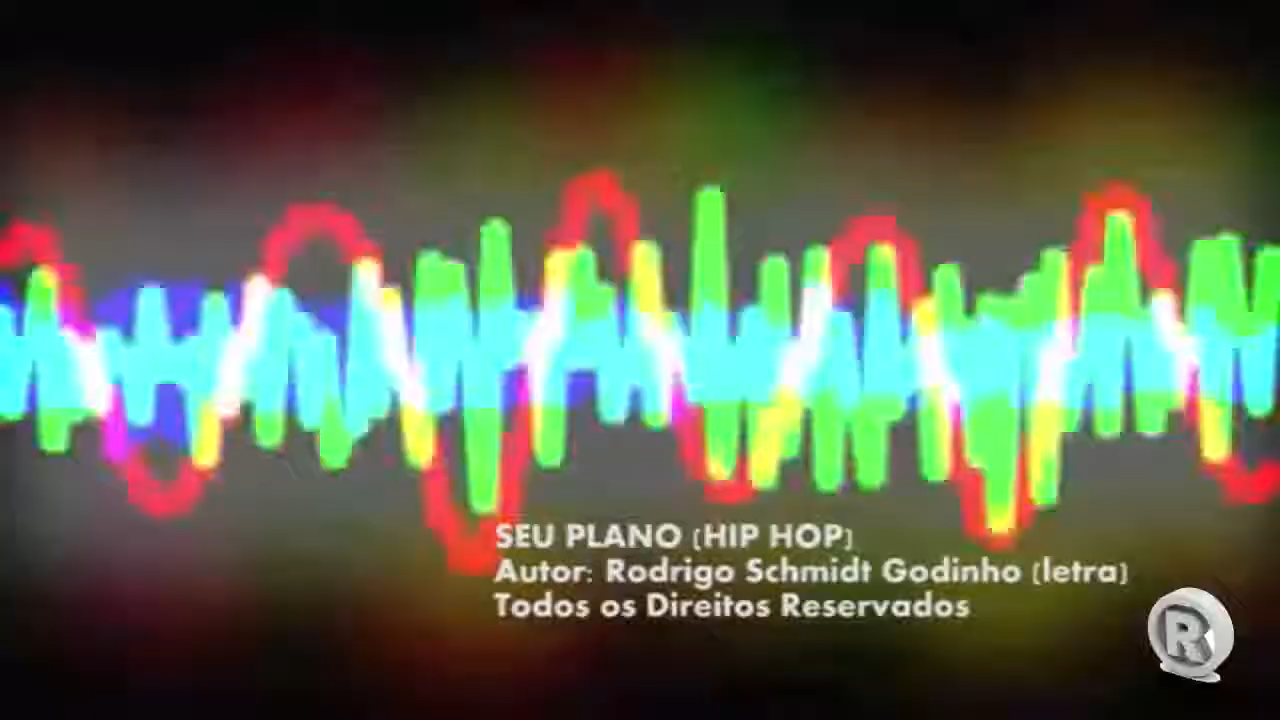 SEU PLANO (HIP HOP)
Autor: Rodrigo Schmidt Godinho (letra)
Todos os Direitos Reservados
R